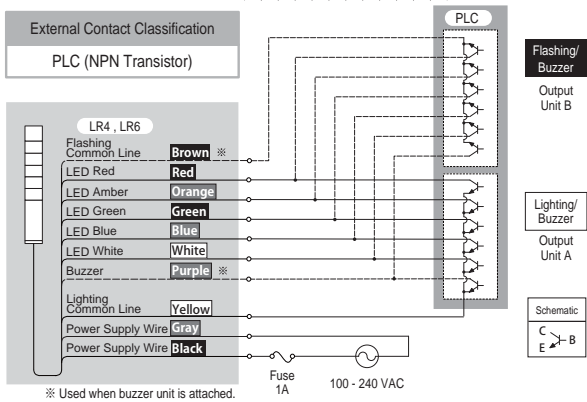 External Contact Classification
PLC (NPN Transistor)
PLC
Flashing/
Buzzer
Output
Unit B
LR4 , LR6
Flashing
Common Line Brown ※
LED Red Red
LED Amber Orange
LED Green Green
LED Blue Blue
LED White White
Buzzer Purple ※
Lighting
Common Line Yellow
Power Supply Wire Gray
Power Supply Wire Black
Lighting/
Buzzer
Output
Unit A
Schematic
C
B
E
Fuse
1A
100 - 240 VAC
※ Used when buzzer unit is attached.